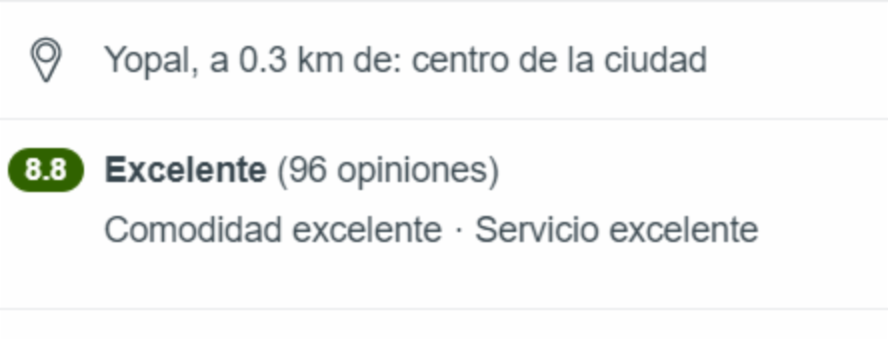 Yopal, a 0.3 km de: centro de la ciudad
8.8 Excelente (96 opiniones)
Comodidad excelente · Servicio excelente